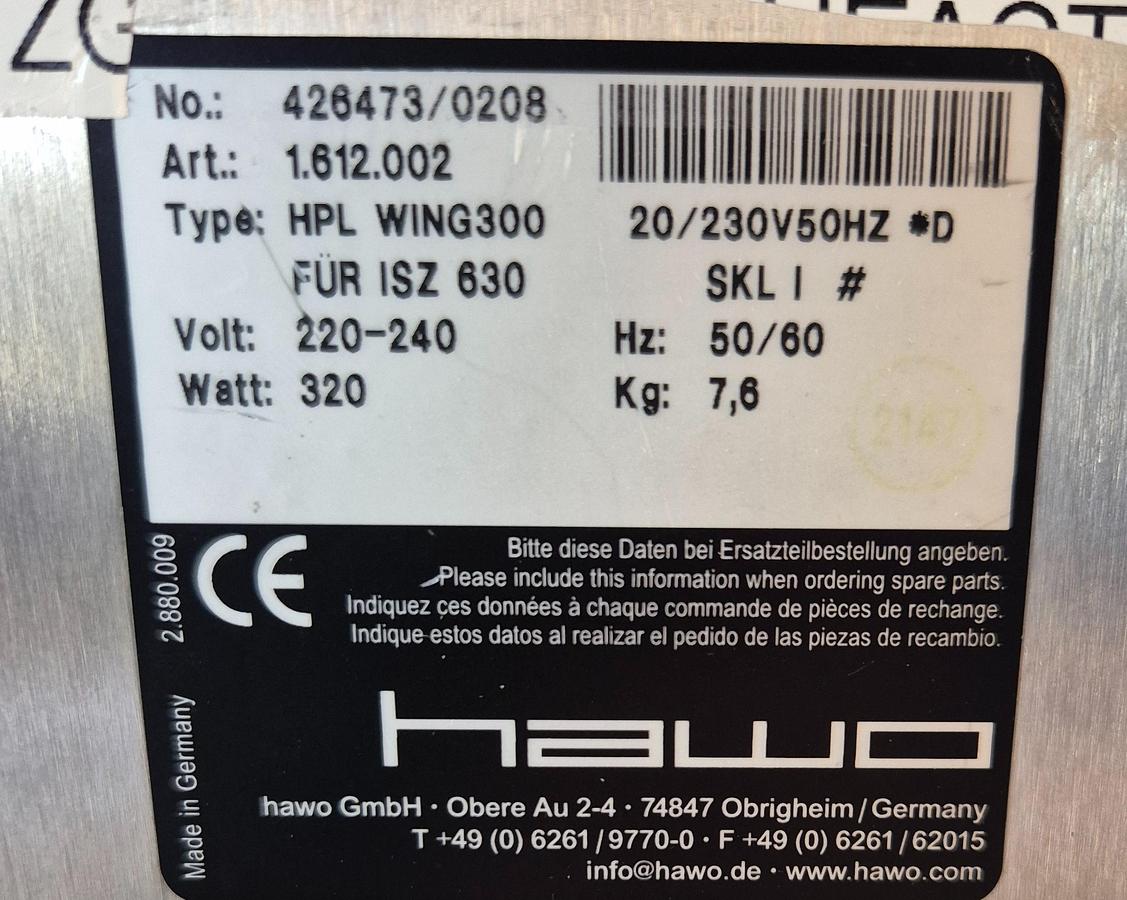 No.: 426473/0208
Art.: 1.612.002
Type: HPL WING300 20/230V50HZ *D
FÜR ISZ 630 SKL I #
Volt: 220-240 Hz: 50/60
Watt: 320 Kg: 7,6
2147
2.880.009
CE
Bitte diese Daten bei Ersatzteilbestellung angeben.
Please include this information when ordering spare parts.
Indiquez ces données à chaque commande de pièces de rechange.
Indique estos datos al realizar el pedido de las piezas de recambio.
Made in Germany
hawo
hawo GmbH · Obere Au 2-4 · 74847 Obrigheim/Germany
T +49 (0) 6261/9770-0 · F +49 (0) 6261/62015
info@hawo.de · www.hawo.com